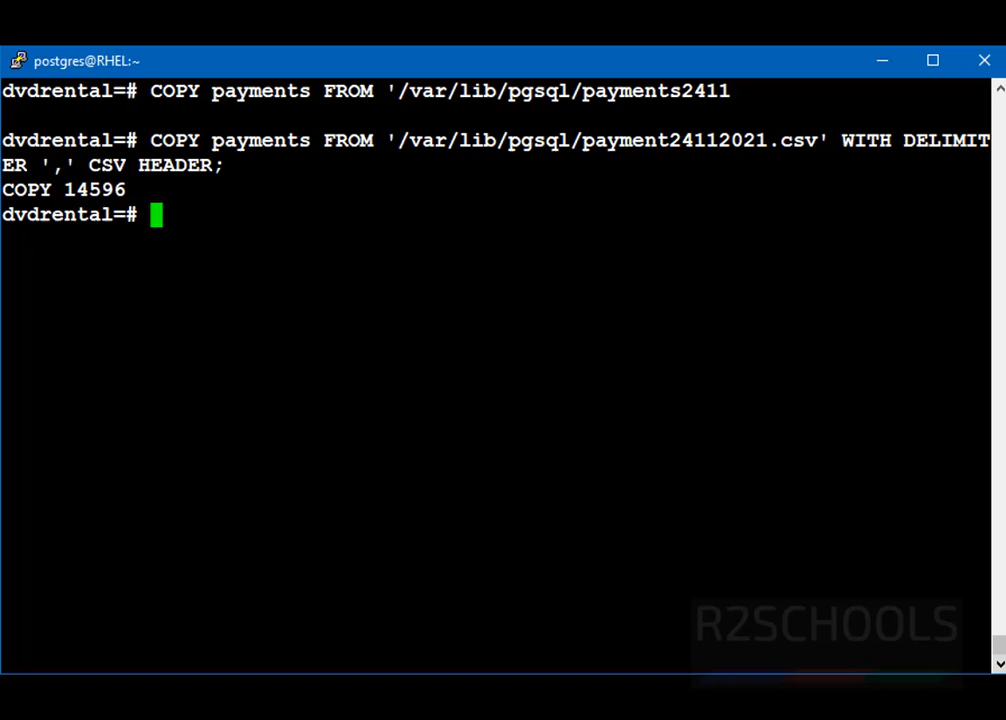 postgres@RHEL:~
dvdrental=# COPY payments FROM '/var/lib/pgsql/payments2411
dvdrental=# COPY payments FROM '/var/lib/pgsql/payment24112021.csv' WITH DELIMIT
ER ',' CSV HEADER;
COPY 14596
dvdrental=#
R2SCHOOLS